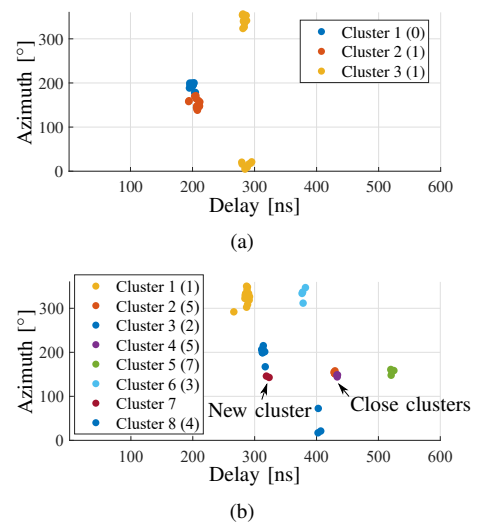 300
200
100
0
Azimuth [°]
Cluster 1 (0)
Cluster 2 (1)
Cluster 3 (1)
100 200 300 400 500 600
Delay [ns]
(a)
300
200
100
0
Azimuth [°]
Cluster 1 (1)
Cluster 2 (5)
Cluster 3 (2)
Cluster 4 (5)
Cluster 5 (7)
Cluster 6 (3)
Cluster 7
Cluster 8 (4)
New cluster
Close clusters
100 200 300 400 500 600
Delay [ns]
(b)